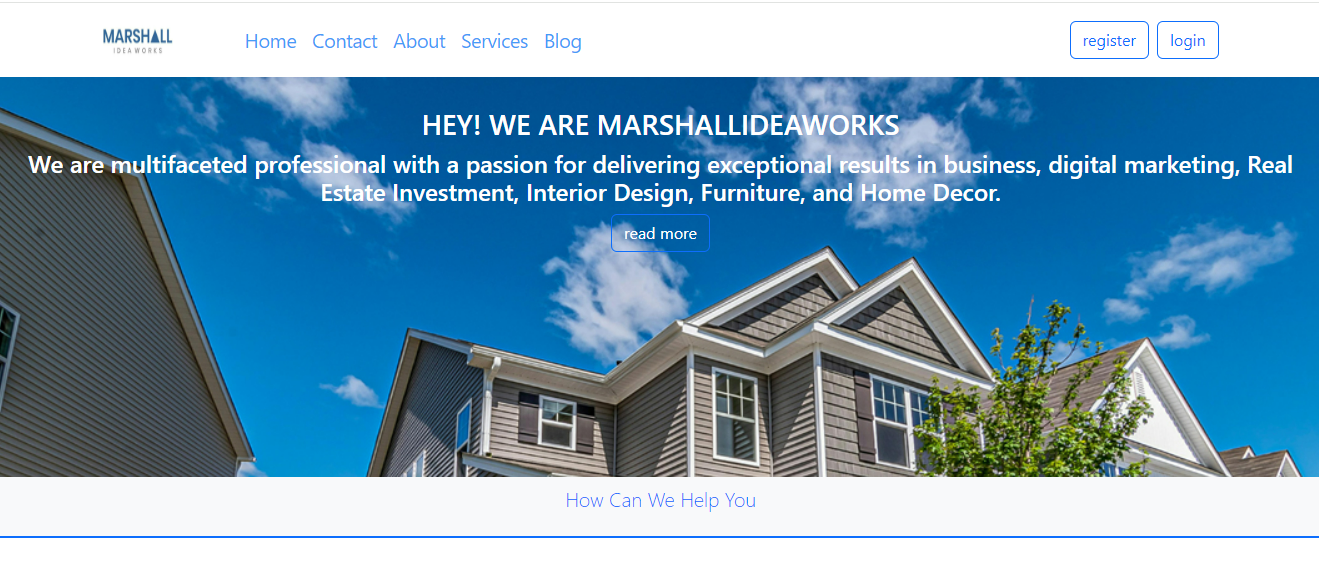 MARSHALL
IDEA WORKS
Home Contact About Services Blog
register login
HEY! WE ARE MARSHALLIDEAWORKS
We are multifaceted professional with a passion for delivering exceptional results in business, digital marketing, Real
Estate Investment, Interior Design, Furniture, and Home Decor.
read more
How Can We Help You